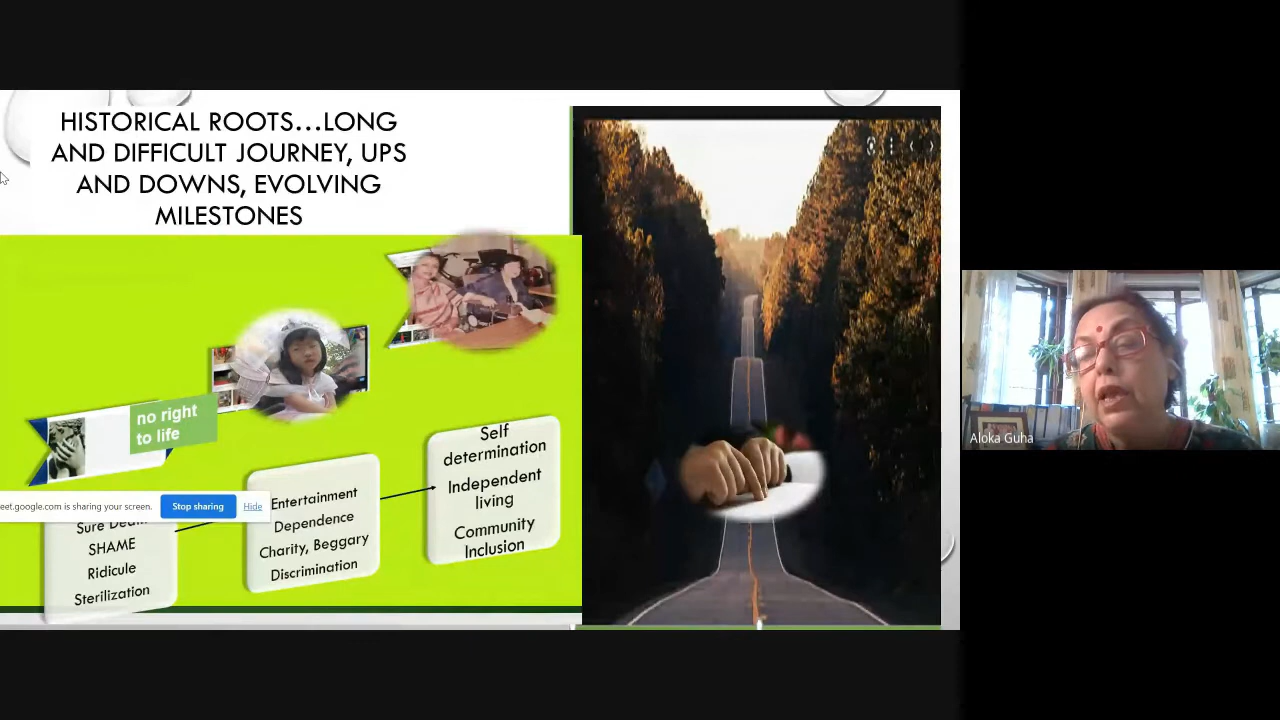 HISTORICAL ROOTS...LONG
AND DIFFICULT JOURNEY, UPS
AND DOWNS, EVOLVING
MILESTONES
no right
to life
eet.google.com is sharing your screen.
Stop sharing
Hide
Sure
SHAME
Ridicule
Sterilization
Entertainment
Dependence
Charity, Beggary
Discrimination
Self
determination
Independent
living
Community
Inclusion
Aloka Guha